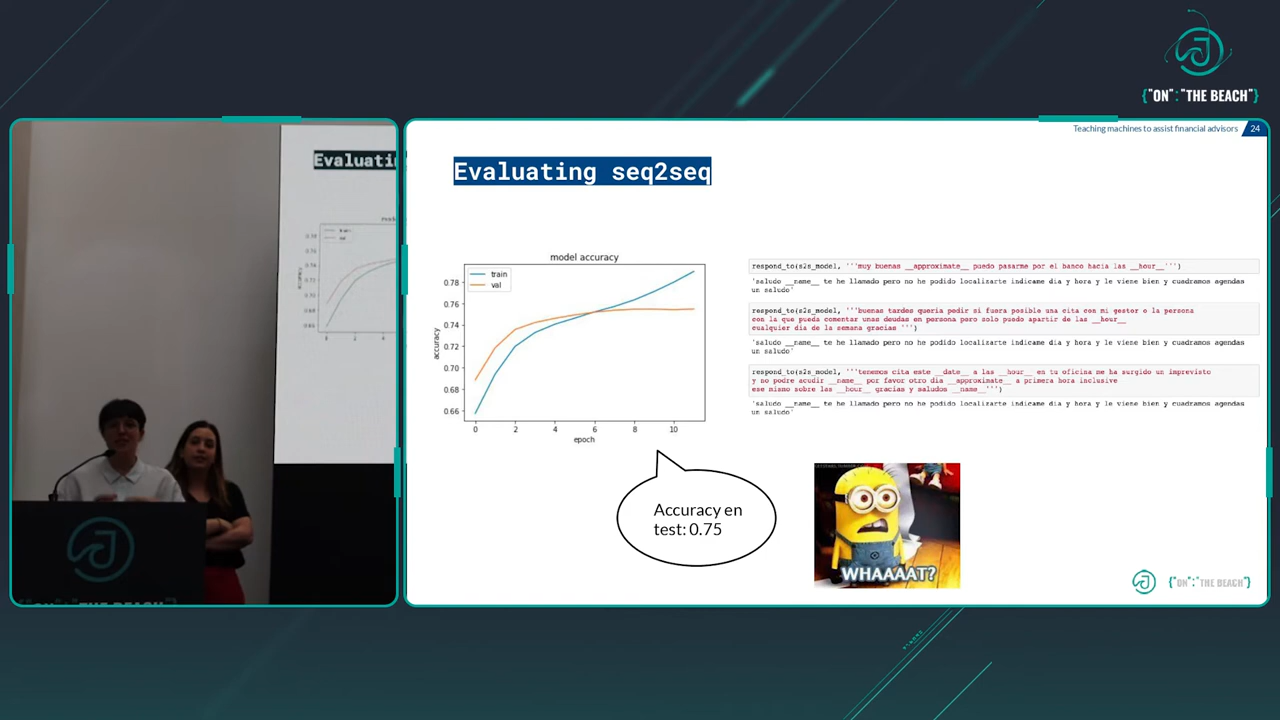 {"ON":"THE BEACH"}
Teaching machines to assist financial advisors 24
Evaluating seq2seq
model accuracy
train
val
0.78
0.76
0.74
0.72
0.70
0.68
0.66
accuracy
0 2 4 6 8 10
epoch
respond_to(s2s_model, '''muy buenas __approximate__ puedo pasarme por el banco hacia las __hour__''')
'saludo __name__ te he llamado pero no he podido localizarte indicame dia y hora y le viene bien y cuadramos agendas
un saludo'
respond_to(s2s_model, '''buenas tardes queria pedir si fuera posible una cita con mi gestor o la persona
con la que pueda comentar unas deudas en persona pero solo puedo apartir de las __hour__
cualquier dia de la semana gracias ''')
'saludo __name__ te he llamado pero no he podido localizarte indicame dia y hora y le viene bien y cuadramos agendas
un saludo'
respond_to(s2s_model, '''tenemos cita este __date__ a las __hour__ en tu oficina me ha surgido un imprevisto
y no podre acudir __name__ por favor otro dia __approximate__ a primera hora inclusive
ese mismo sobre las __hour__ gracias y saludos __name__''')
'saludo __name__ te he llamado pero no he podido localizarte indicame dia y hora y le viene bien y cuadramos agendas
un saludo'
Accuracy en
test: 0.75
WHAAAAT?
{"ON":"THE BEACH"}
Evaluati